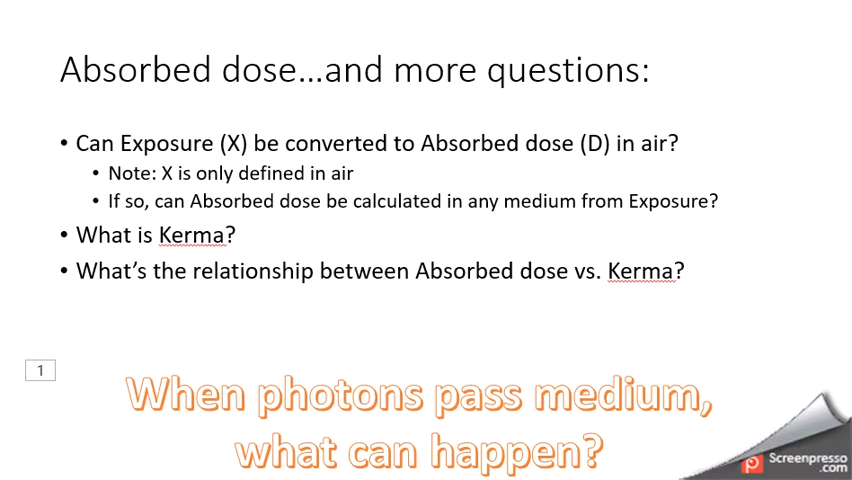 Absorbed dose...and more questions:
• Can Exposure (X) be converted to Absorbed dose (D) in air?
• Note: X is only defined in air
• If so, can Absorbed dose be calculated in any medium from Exposure?
• What is Kerma?
• What's the relationship between Absorbed dose vs. Kerma?
1
When photons pass medium,
what can happen?
Screenpresso
.com